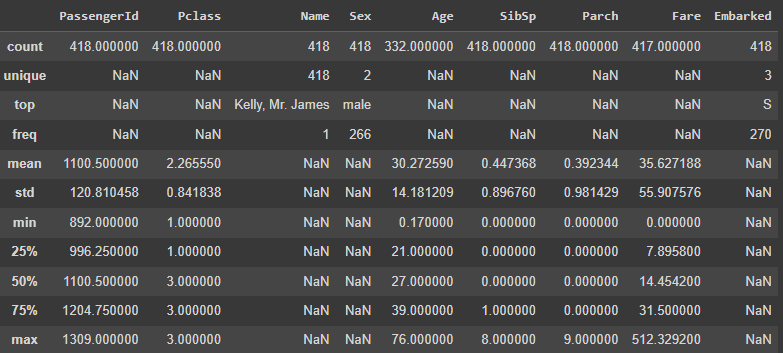 PassengerId Pclass Name Sex Age SibSp Parch Fare Embarked
count 418.000000 418.000000 418 418 332.000000 418.000000 418.000000 417.000000 418
unique NaN NaN 418 2 NaN NaN NaN NaN 3
top NaN NaN Kelly, Mr. James male NaN NaN NaN NaN S
freq NaN NaN 1 266 NaN NaN NaN NaN 270
mean 1100.500000 2.265550 NaN NaN 30.272590 0.447368 0.392344 35.627188 NaN
std 120.810458 0.841838 NaN NaN 14.181209 0.896760 0.981429 55.907576 NaN
min 892.000000 1.000000 NaN NaN 0.170000 0.000000 0.000000 0.000000 NaN
25% 996.250000 1.000000 NaN NaN 21.000000 0.000000 0.000000 7.895800 NaN
50% 1100.500000 3.000000 NaN NaN 27.000000 0.000000 0.000000 14.454200 NaN
75% 1204.750000 3.000000 NaN NaN 39.000000 1.000000 0.000000 31.500000 NaN
max 1309.000000 3.000000 NaN NaN 76.000000 8.000000 9.000000 512.329200 NaN